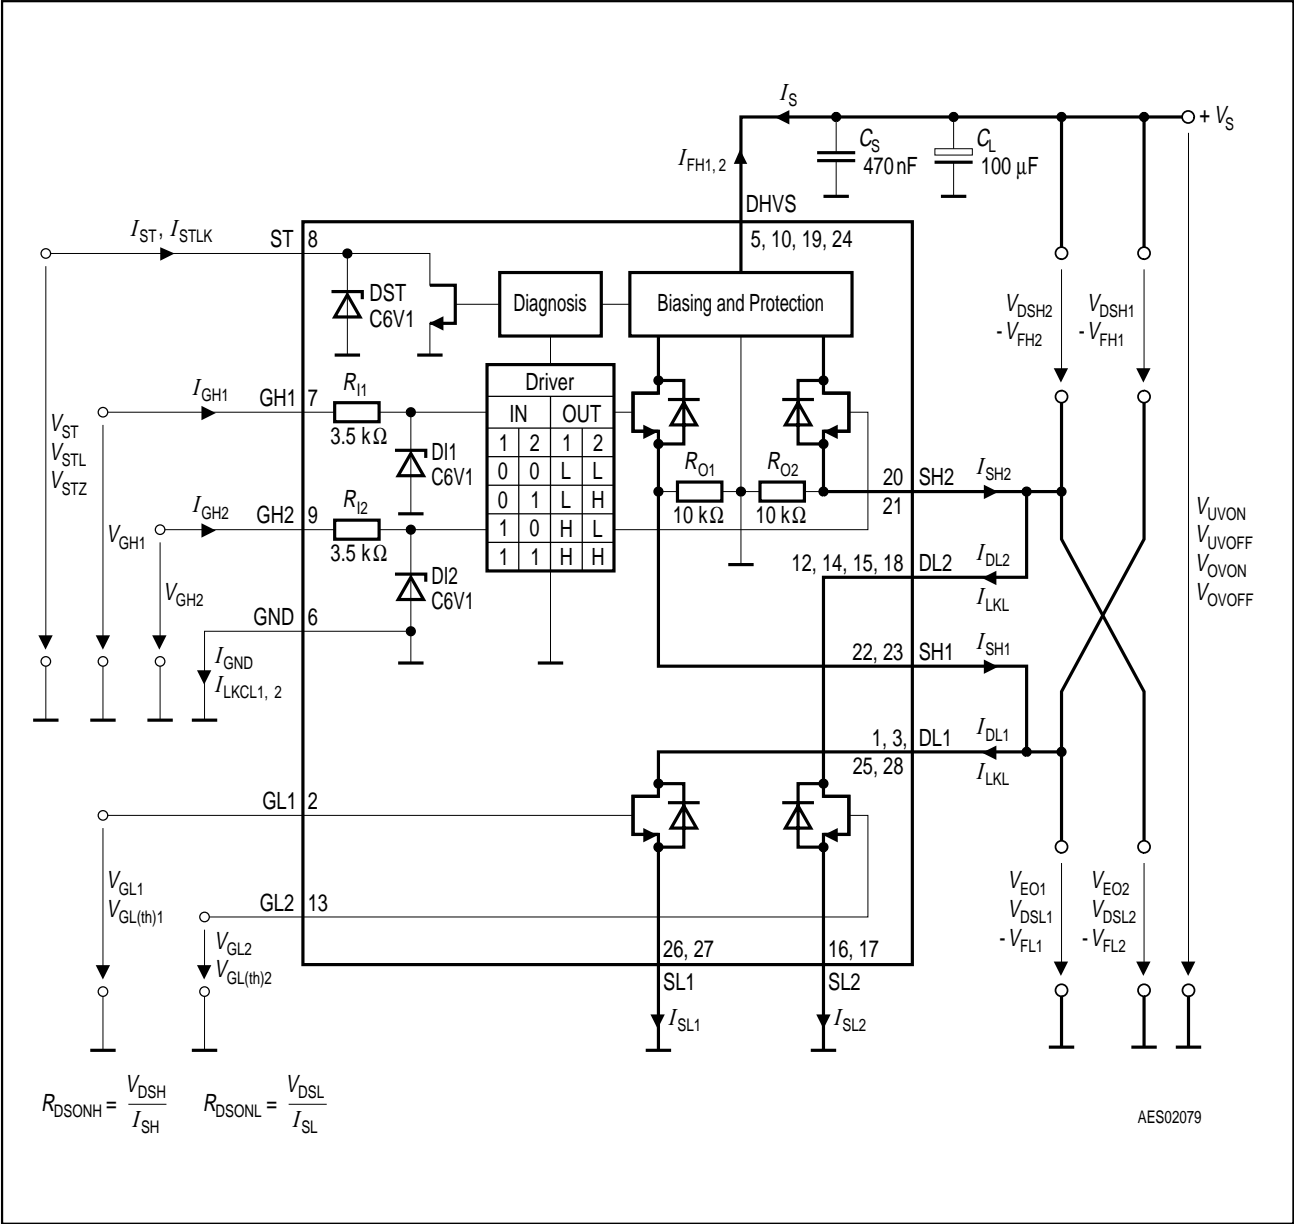 I_S
+ V_S
C_S
470 nF
C_L
100 µF
I_FH1, 2
DHVS
5, 10, 19, 24
I_ST, I_STLK
ST 8
DST
C6V1
Diagnosis
Biasing and Protection
V_DSH2
- V_FH2
V_DSH1
- V_FH1
I_GH1
GH1 7
R_I1
3.5 kΩ
DI1
C6V1
Driver
IN OUT
1 2 1 2
0 0 L L
0 1 L H
1 0 H L
1 1 H H
V_ST
V_STL
V_STZ
R_O1
10 kΩ
R_O2
10 kΩ
20 SH2
21
I_SH2
I_GH2
GH2 9
R_I2
3.5 kΩ
DI2
C6V1
V_GH1
V_GH2
12, 14, 15, 18 DL2
I_DL2
I_LKL
V_UVON
V_UVOFF
V_OVON
V_OVOFF
GND 6
I_GND
I_LKCL1, 2
22, 23 SH1
I_SH1
1, 3, DL1
25, 28
I_DL1
I_LKL
GL1 2
V_GL1
V_GL(th)1
GL2 13
V_GL2
V_GL(th)2
V_EO1
V_DSL1
- V_FL1
V_EO2
V_DSL2
- V_FL2
26, 27
SL1
16, 17
SL2
I_SL1
I_SL2
R_DSONH = V_DSH / I_SH
R_DSONL = V_DSL / I_SL
AES02079